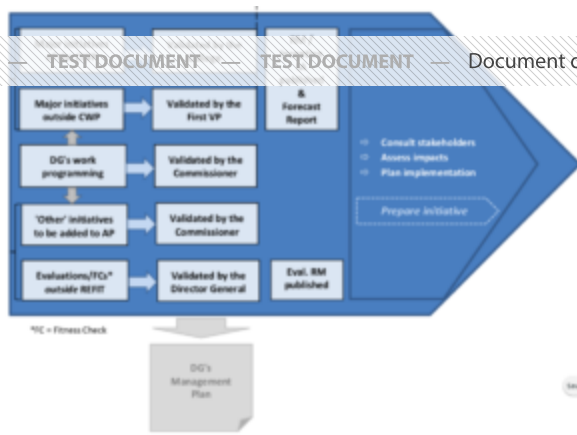 — TEST DOCUMENT — TEST DOCUMENT — Document o
&
Forecast
Report
Major initiatives
outside CWP
Validated by the
First VP
DG's work
programming
Validated by the
Commissioner
'Other' initiatives
to be added to AP
Validated by the
Commissioner
Evaluations/FCs*
outside REFIT
Validated by the
Director General
Eval. RM
published
⇨ Consult stakeholders
⇨ Assess impacts
⇨ Plan implementation
Prepare initiative
*FC = Fitness Check
DG's
Management
Plan